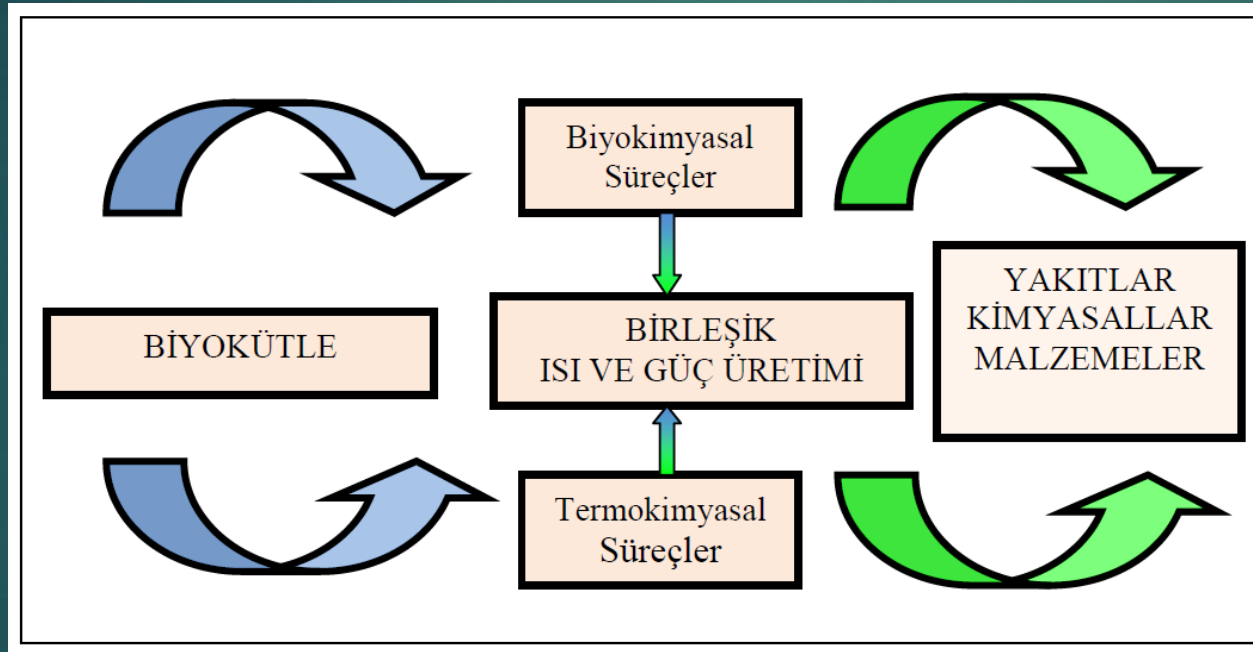 Biyokimyasal
Süreçler
BİYOKÜTLE
BİRLEŞİK
ISI VE GÜÇ ÜRETİMİ
YAKITLAR
KİMYASALLAR
MALZEMELER
Termokimyasal
Süreçler